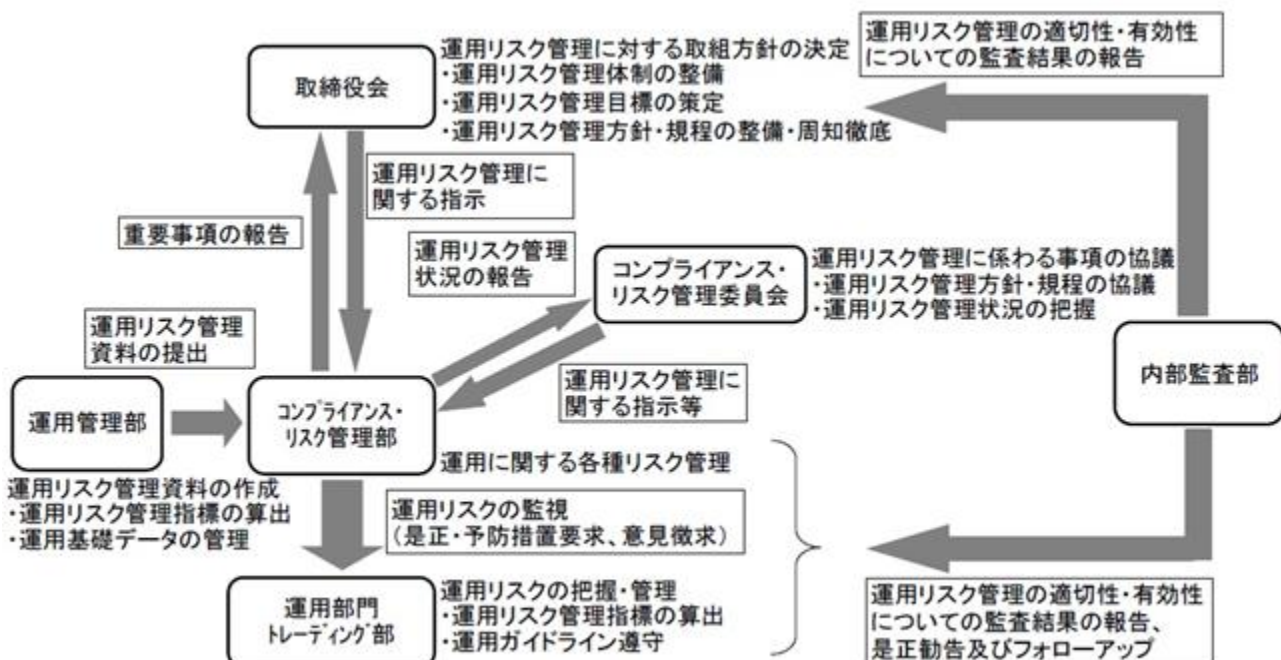 運用リスク管理の適切性・有効性
についての監査結果の報告
取締役会
運用リスク管理に対する取組方針の決定
・運用リスク管理体制の整備
・運用リスク管理目標の策定
・運用リスク管理方針・規程の整備・周知徹底
運用リスク管理に
関する指示
重要事項の報告
運用リスク管理
状況の報告
コンプライアンス・
リスク管理委員会
運用リスク管理に係わる事項の協議
・運用リスク管理方針・規程の協議
・運用リスク管理状況の把握
運用リスク管理
資料の提出
内部監査部
運用リスク管理に
関する指示等
運用管理部
コンプライアンス・
リスク管理部
運用に関する各種リスク管理
運用リスク管理資料の作成
・運用リスク管理指標の算出
・運用基礎データの管理
運用リスクの監視
(是正・予防措置要求、意見徴求)
運用部門
トレーディング部
運用リスクの把握・管理
・運用リスク管理指標の算出
・運用ガイドライン遵守
運用リスク管理の適切性・有効性
についての監査結果の報告、
是正勧告及びフォローアップ